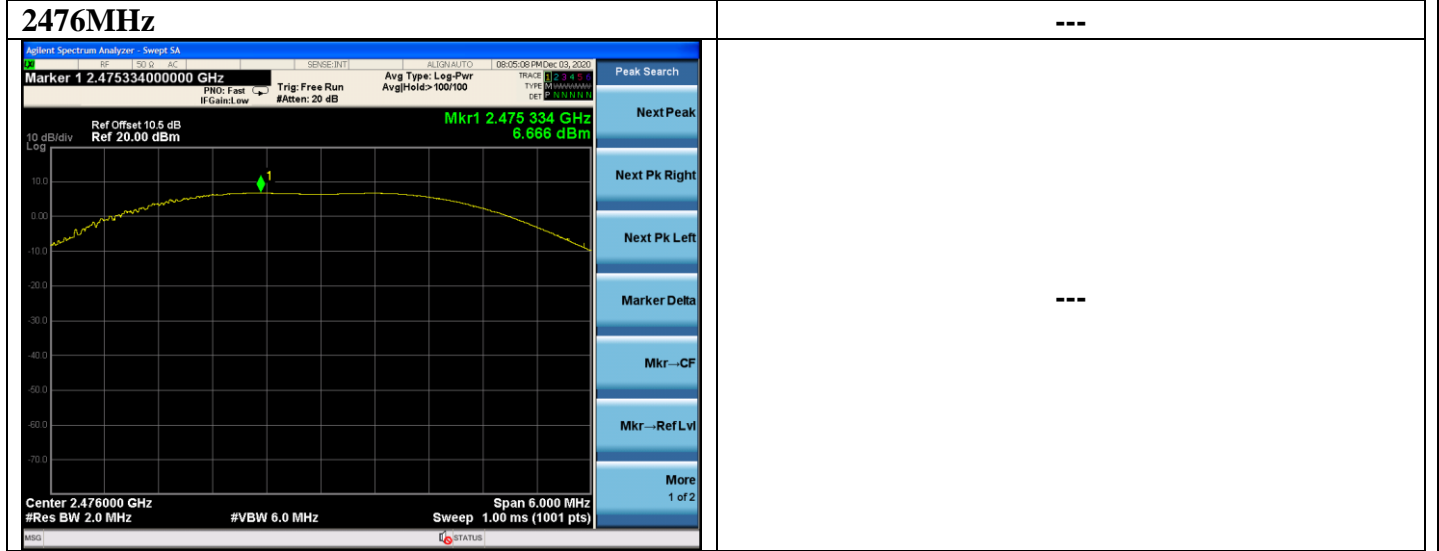 2476MHz ---
Agilent Spectrum Analyzer - Swept SA
RF 50 Ω AC SENSE:INT ALIGNAUTO 08:05:08 PM Dec 03, 2020
Marker 1 2.475334000000 GHz
PNO: Fast
IFGain:Low
Trig: Free Run
#Atten: 20 dB
Avg Type: Log-Pwr
Avg|Hold:> 100/100
TRACE 1 2 3 4 5 6
TYPE M
DET P N N N N N
Peak Search
Mkr1 2.475 334 GHz
6.666 dBm
Ref Offset 10.5 dB
10 dB/div Ref 20.00 dBm
Log
1
10.0
0.00
-10.0
-20.0
-30.0
-40.0
-50.0
-60.0
-70.0
Center 2.476000 GHz Span 6.000 MHz
#Res BW 2.0 MHz #VBW 6.0 MHz Sweep 1.00 ms (1001 pts)
MSG STATUS
Next Peak
Next Pk Right
Next Pk Left
Marker Delta
Mkr→CF
Mkr→Ref Lvl
More
1 of 2
---